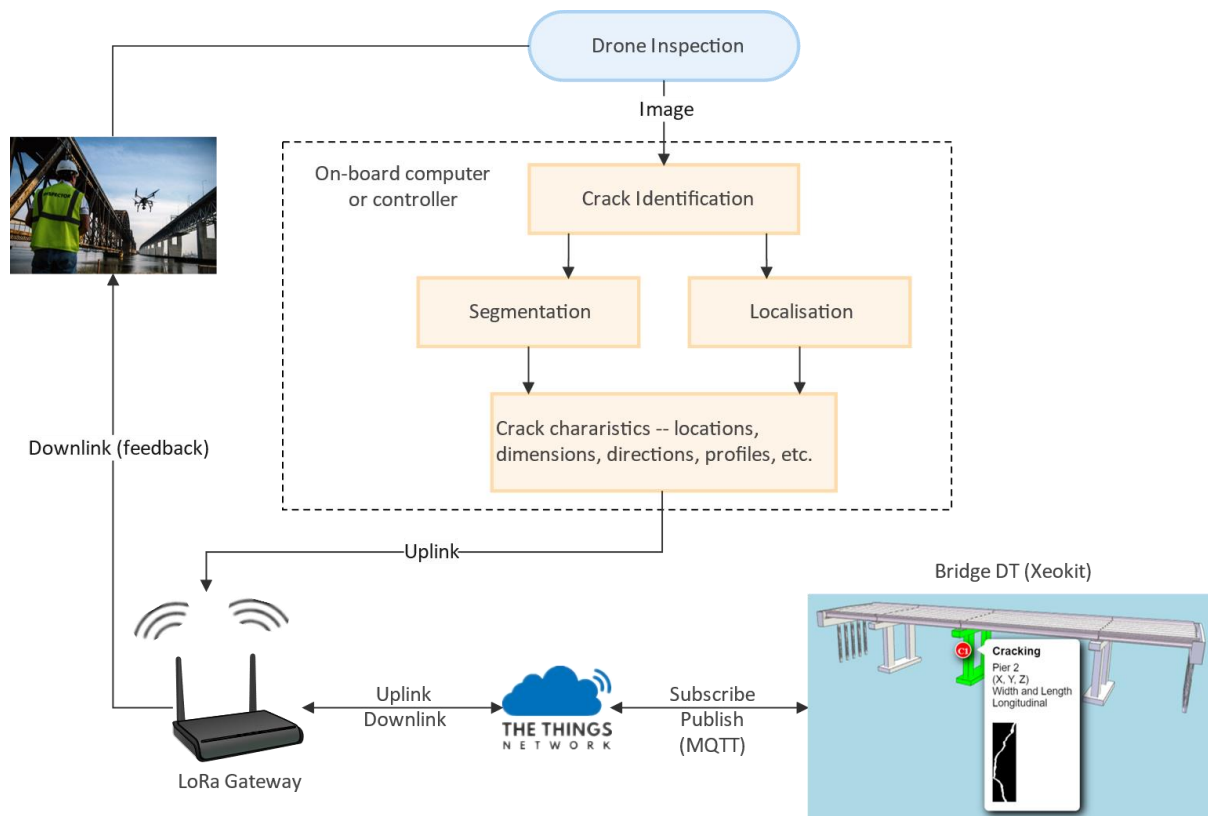 Drone Inspection
Image
On-board computer
or controller
Crack Identification
Segmentation
Localisation
Crack chararistics -- locations,
dimensions, directions, profiles, etc.
INSPECTOR
Downlink (feedback)
Uplink
Bridge DT (Xeokit)
C1
Cracking
Pier 2
(X, Y, Z)
Width and Length
Longitudinal
Uplink
Downlink
THE THINGS
NETWORK
Subscribe
Publish
(MQTT)
LoRa Gateway